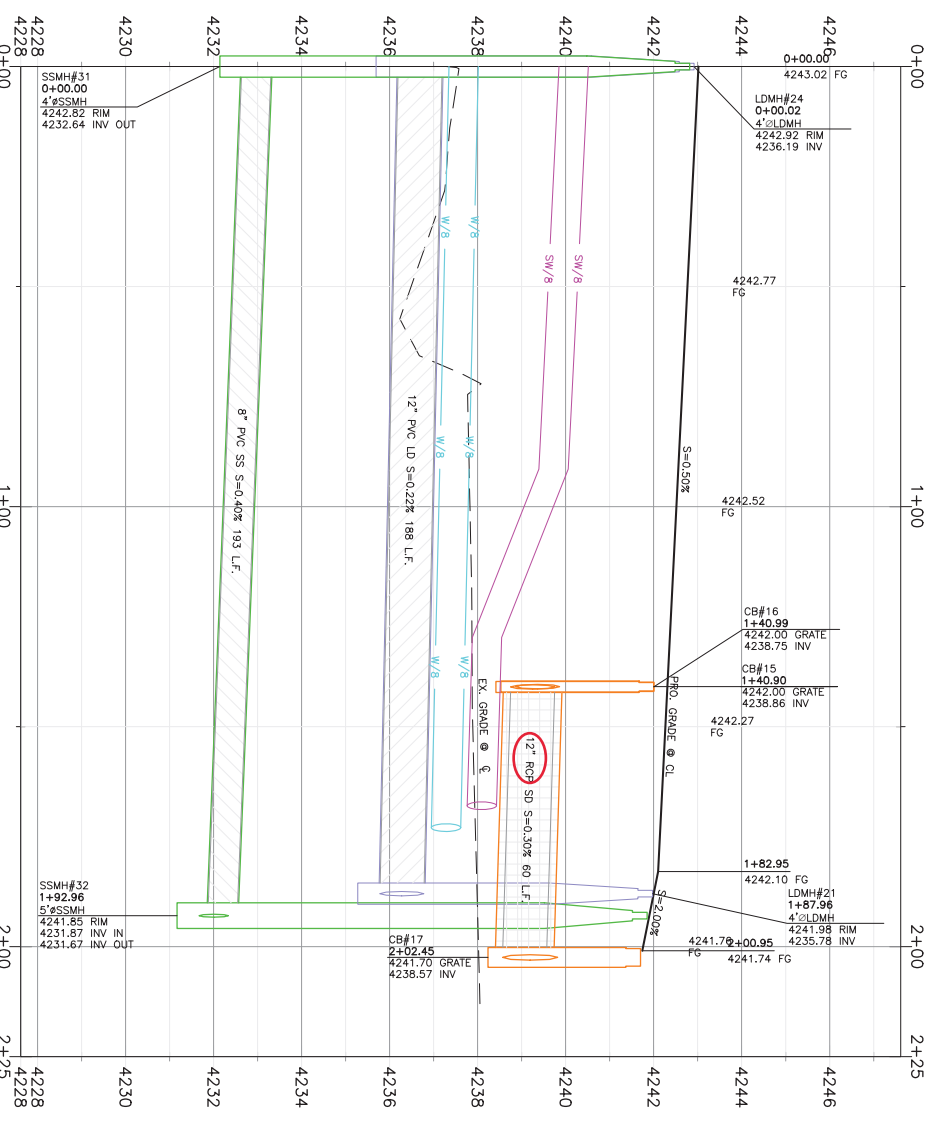 4228
4228
4230
4232
4234
4236
4238
4240
4242
4244
4246
0+00
0+00
SSMH#31
0+00.00
4'øSSMH
4242.82 RIM
4232.64 INV OUT
0+00.00
4243.02 FG
LDMH#24
0+00.02
4'∅LDMH
4242.92 RIM
4236.19 INV
W/8
W/8
SW/8
SW/8
4242.77
FG
8" PVC SS S=0.40% 193 L.F.
12" PVC LD S=0.22% 188 L.F.
W/8
W/8
S=0.50%
1+00
1+00
4242.52
FG
CB#16
1+40.99
4242.00 GRATE
4238.75 INV
CB#15
1+40.90
4242.00 GRATE
4238.86 INV
W/8
W/8
EX. GRADE @ ℄
PRO. GRADE @ CL
4242.27
FG
12" RCP SD S=0.30% 60 L.F.
1+82.95
4242.10 FG
SSMH#32
1+92.96
5'øSSMH
4241.85 RIM
4231.87 INV IN
4231.67 INV OUT
S=2.00%
LDMH#21
1+87.96
4'∅LDMH
4241.98 RIM
4235.78 INV
CB#17
2+02.45
4241.70 GRATE
4238.57 INV
4241.76
FG
2+00.95
4241.74 FG
2+00
2+00
2+25
2+25
4228
4228
4230
4232
4234
4236
4238
4240
4242
4244
4246